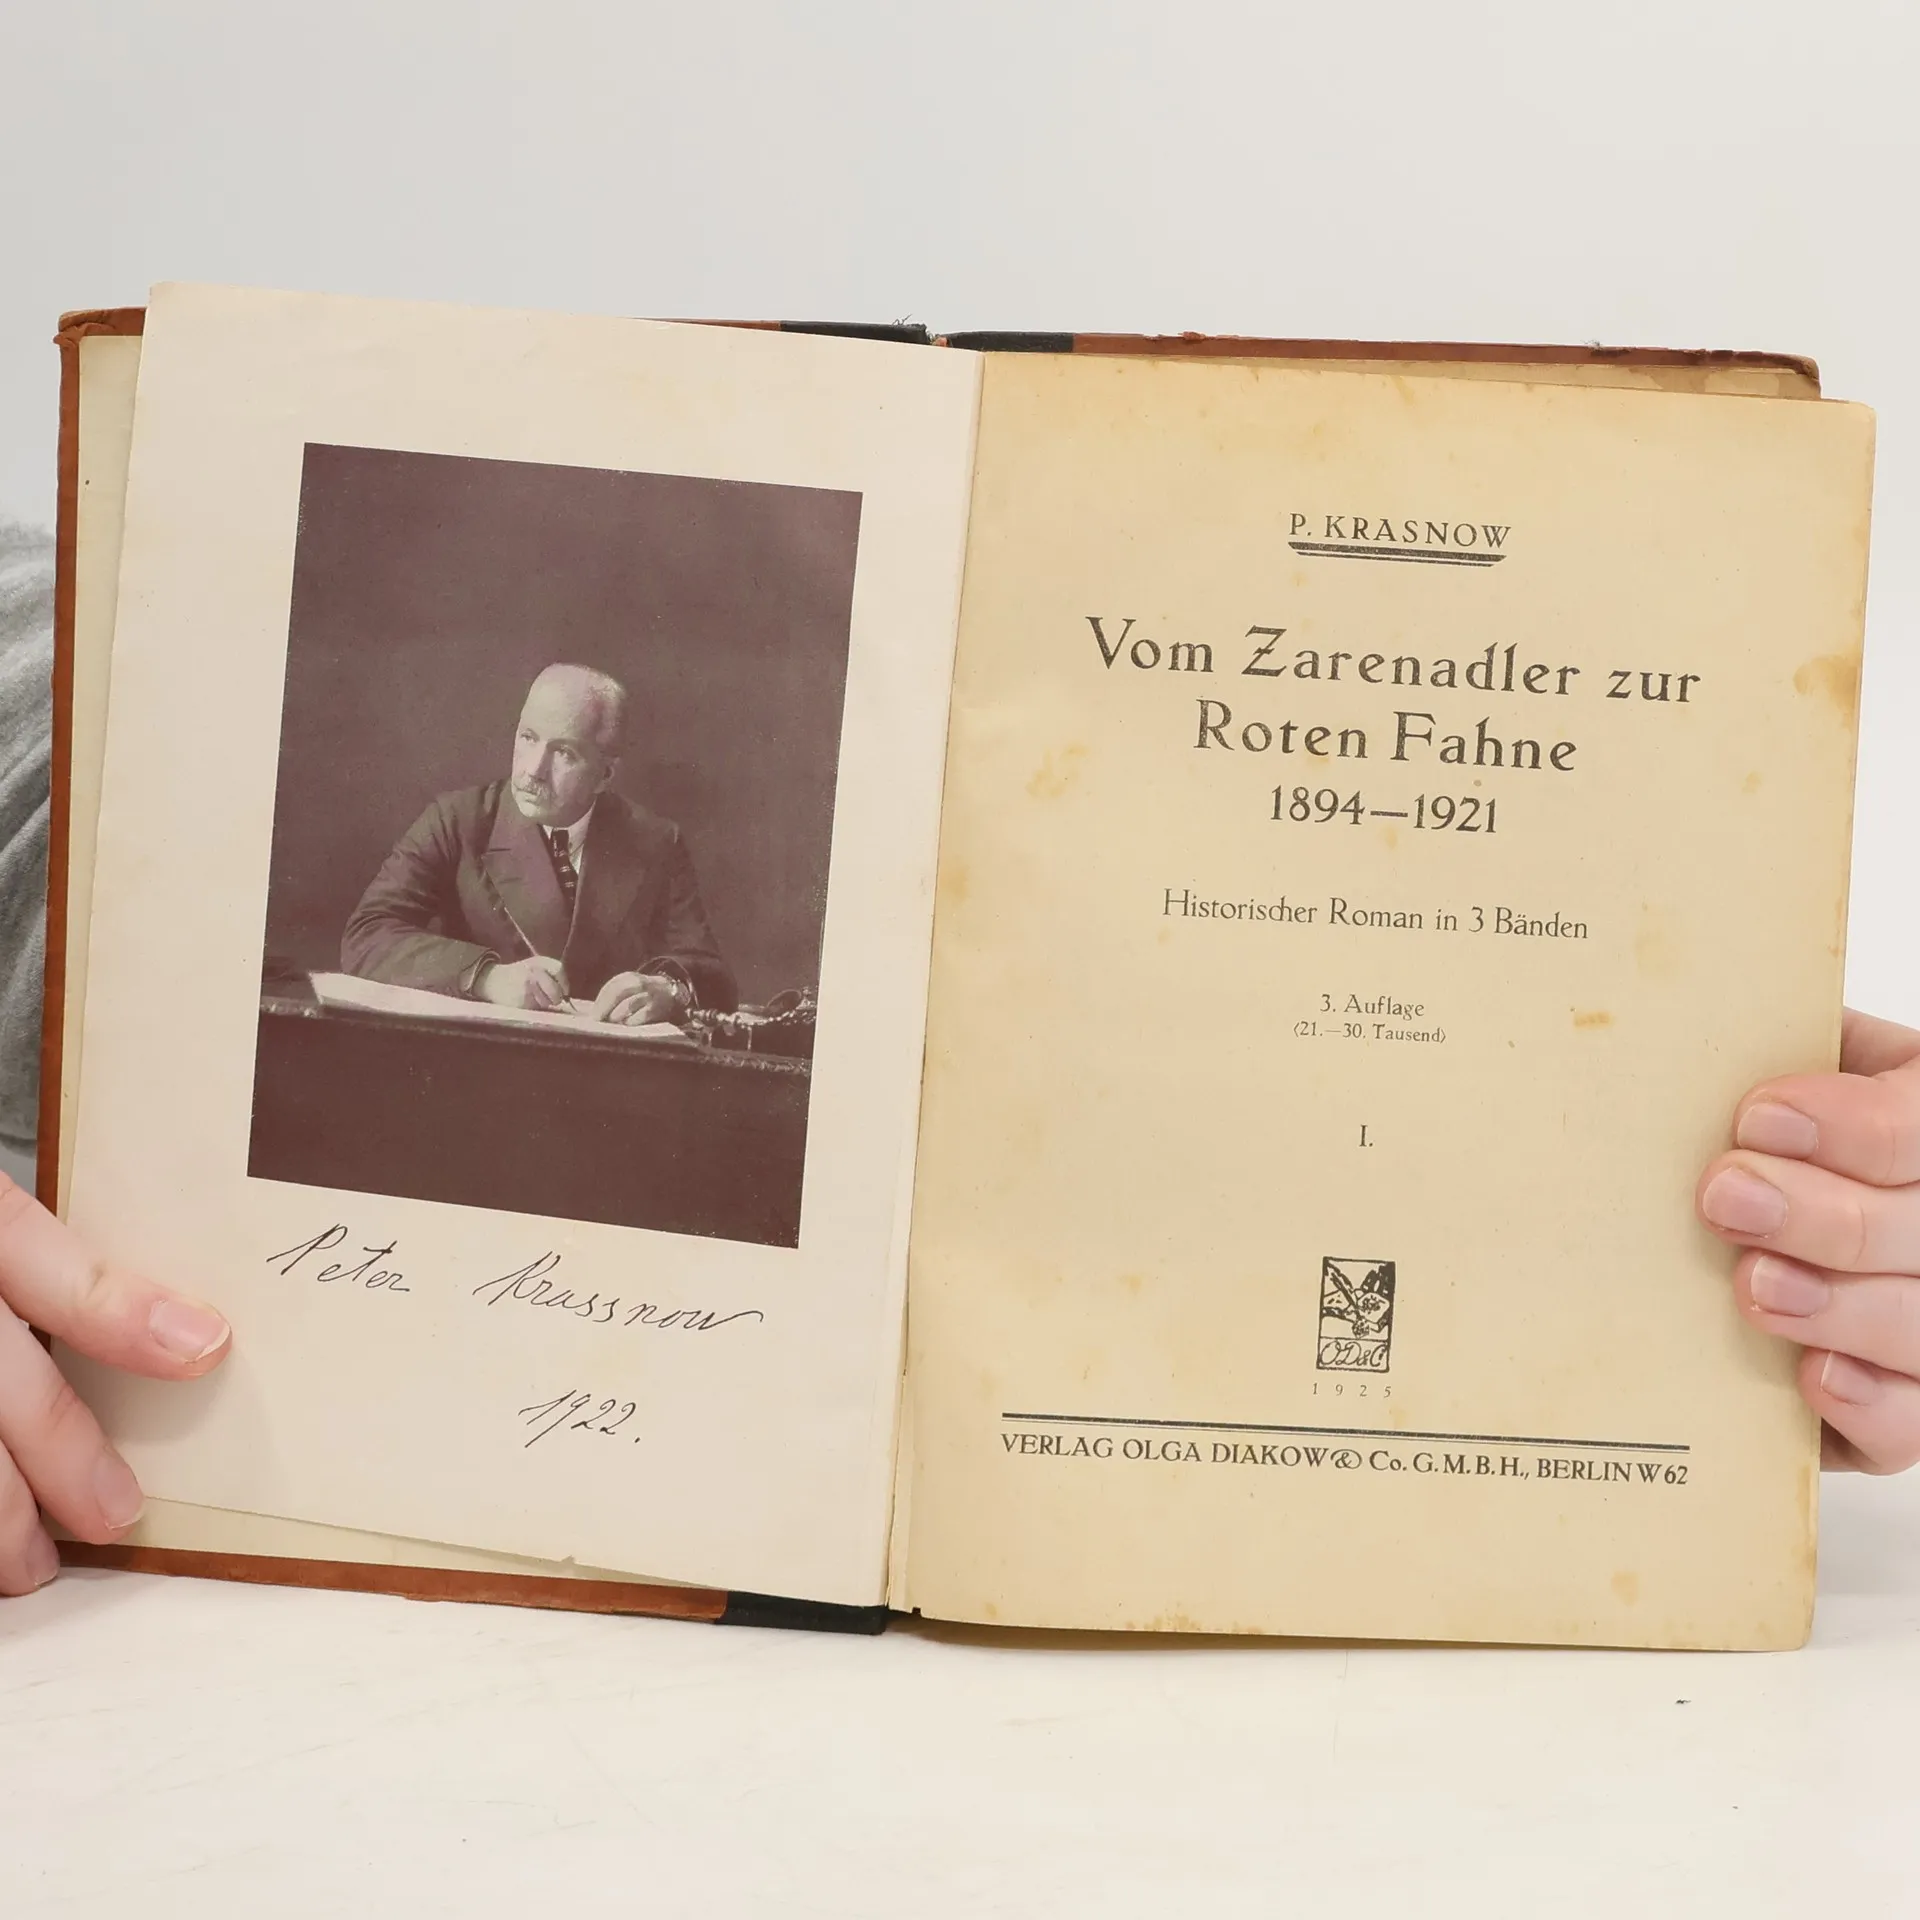 Peter Krassnow
1922.
P. KRASNOW
Vom Zarenadler zur
Roten Fahne
1894—1921
Historischer Roman in 3 Bänden
3. Auflage
(21.—30. Tausend)
I.
OD&C
1925
VERLAG OLGA DIAKOW & Co. G.M.B.H., BERLIN W 62